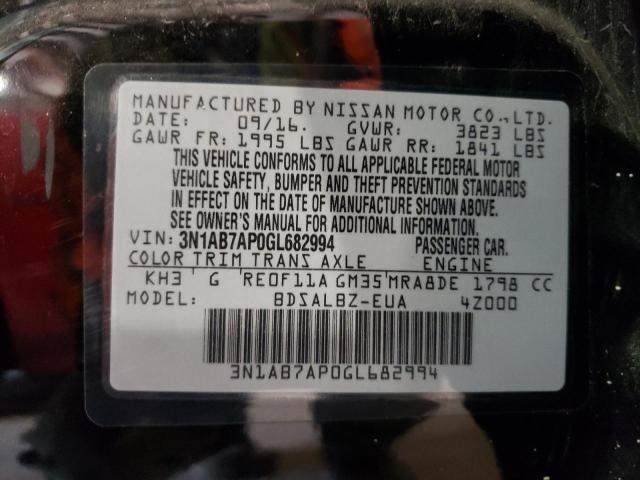 MANUFACTURED BY NISSAN MOTOR CO., LTD.
DATE: 09/16. GVWR: 3823 LBS
GAWR FR: 1995 LBS GAWR RR: 1841 LBS
THIS VEHICLE CONFORMS TO ALL APPLICABLE FEDERAL MOTOR
VEHICLE SAFETY, BUMPER AND THEFT PREVENTION STANDARDS
IN EFFECT ON THE DATE OF MANUFACTURE SHOWN ABOVE.
SEE OWNER'S MANUAL FOR ADDITIONAL INFORMATION.
VIN: 3N1AB7AP0GL682994 PASSENGER CAR.
COLOR TRIM TRANS AXLE ENGINE
KH3 G RE0F11A GM35 MRA8DE 1798 CC
MODEL: BDSALBZ-EUA 4Z000
3N1AB7AP0GL682994